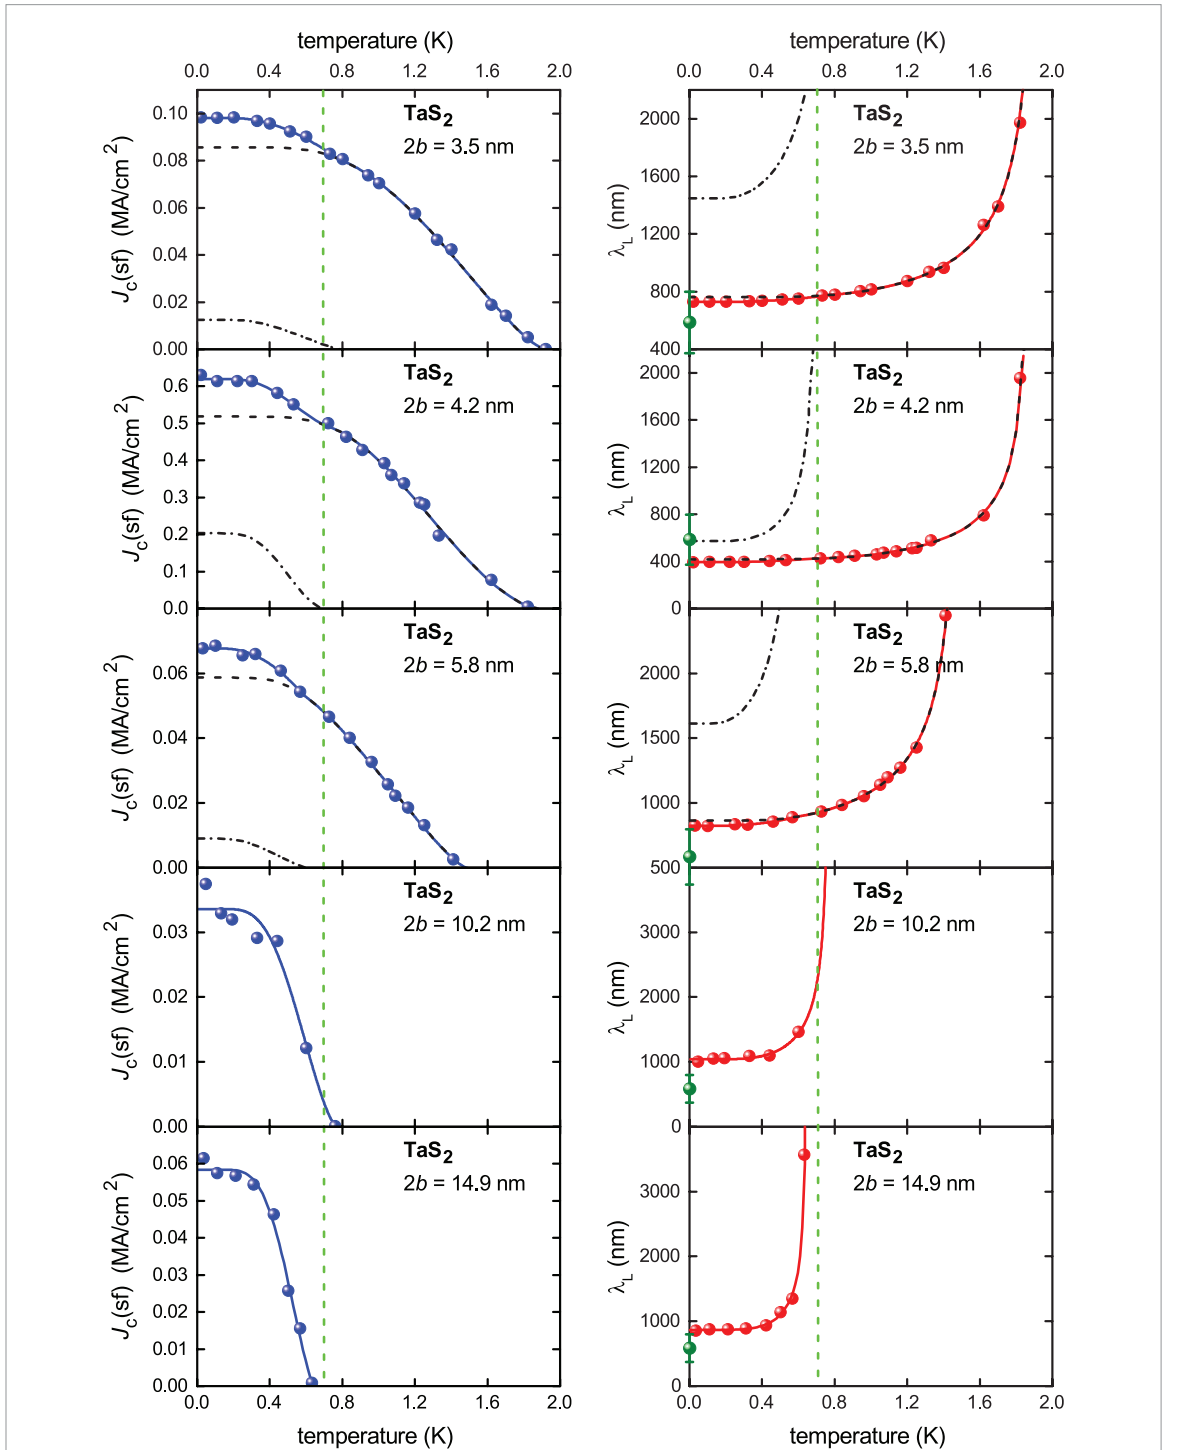 temperature (K)
0.0 0.4 0.8 1.2 1.6 2.0
J_c(sf) (MA/cm²)
0.10
0.08
0.06
0.04
0.02
0.00
TaS₂
2b = 3.5 nm
J_c(sf) (MA/cm²)
0.6
0.5
0.4
0.3
0.2
0.1
0.0
TaS₂
2b = 4.2 nm
J_c(sf) (MA/cm²)
0.06
0.04
0.02
0.00
TaS₂
2b = 5.8 nm
J_c(sf) (MA/cm²)
0.03
0.02
0.01
0.00
TaS₂
2b = 10.2 nm
J_c(sf) (MA/cm²)
0.06
0.05
0.04
0.03
0.02
0.01
0.00
TaS₂
2b = 14.9 nm
0.0 0.4 0.8 1.2 1.6 2.0
temperature (K)
temperature (K)
0.0 0.4 0.8 1.2 1.6 2.0
λ_L (nm)
2000
1600
1200
800
400
TaS₂
2b = 3.5 nm
λ_L (nm)
2000
1600
1200
800
400
0
TaS₂
2b = 4.2 nm
λ_L (nm)
2000
1500
1000
500
TaS₂
2b = 5.8 nm
λ_L (nm)
3000
2000
1000
0
TaS₂
2b = 10.2 nm
λ_L (nm)
3000
2000
1000
0
TaS₂
2b = 14.9 nm
0.0 0.4 0.8 1.2 1.6 2.0
temperature (K)